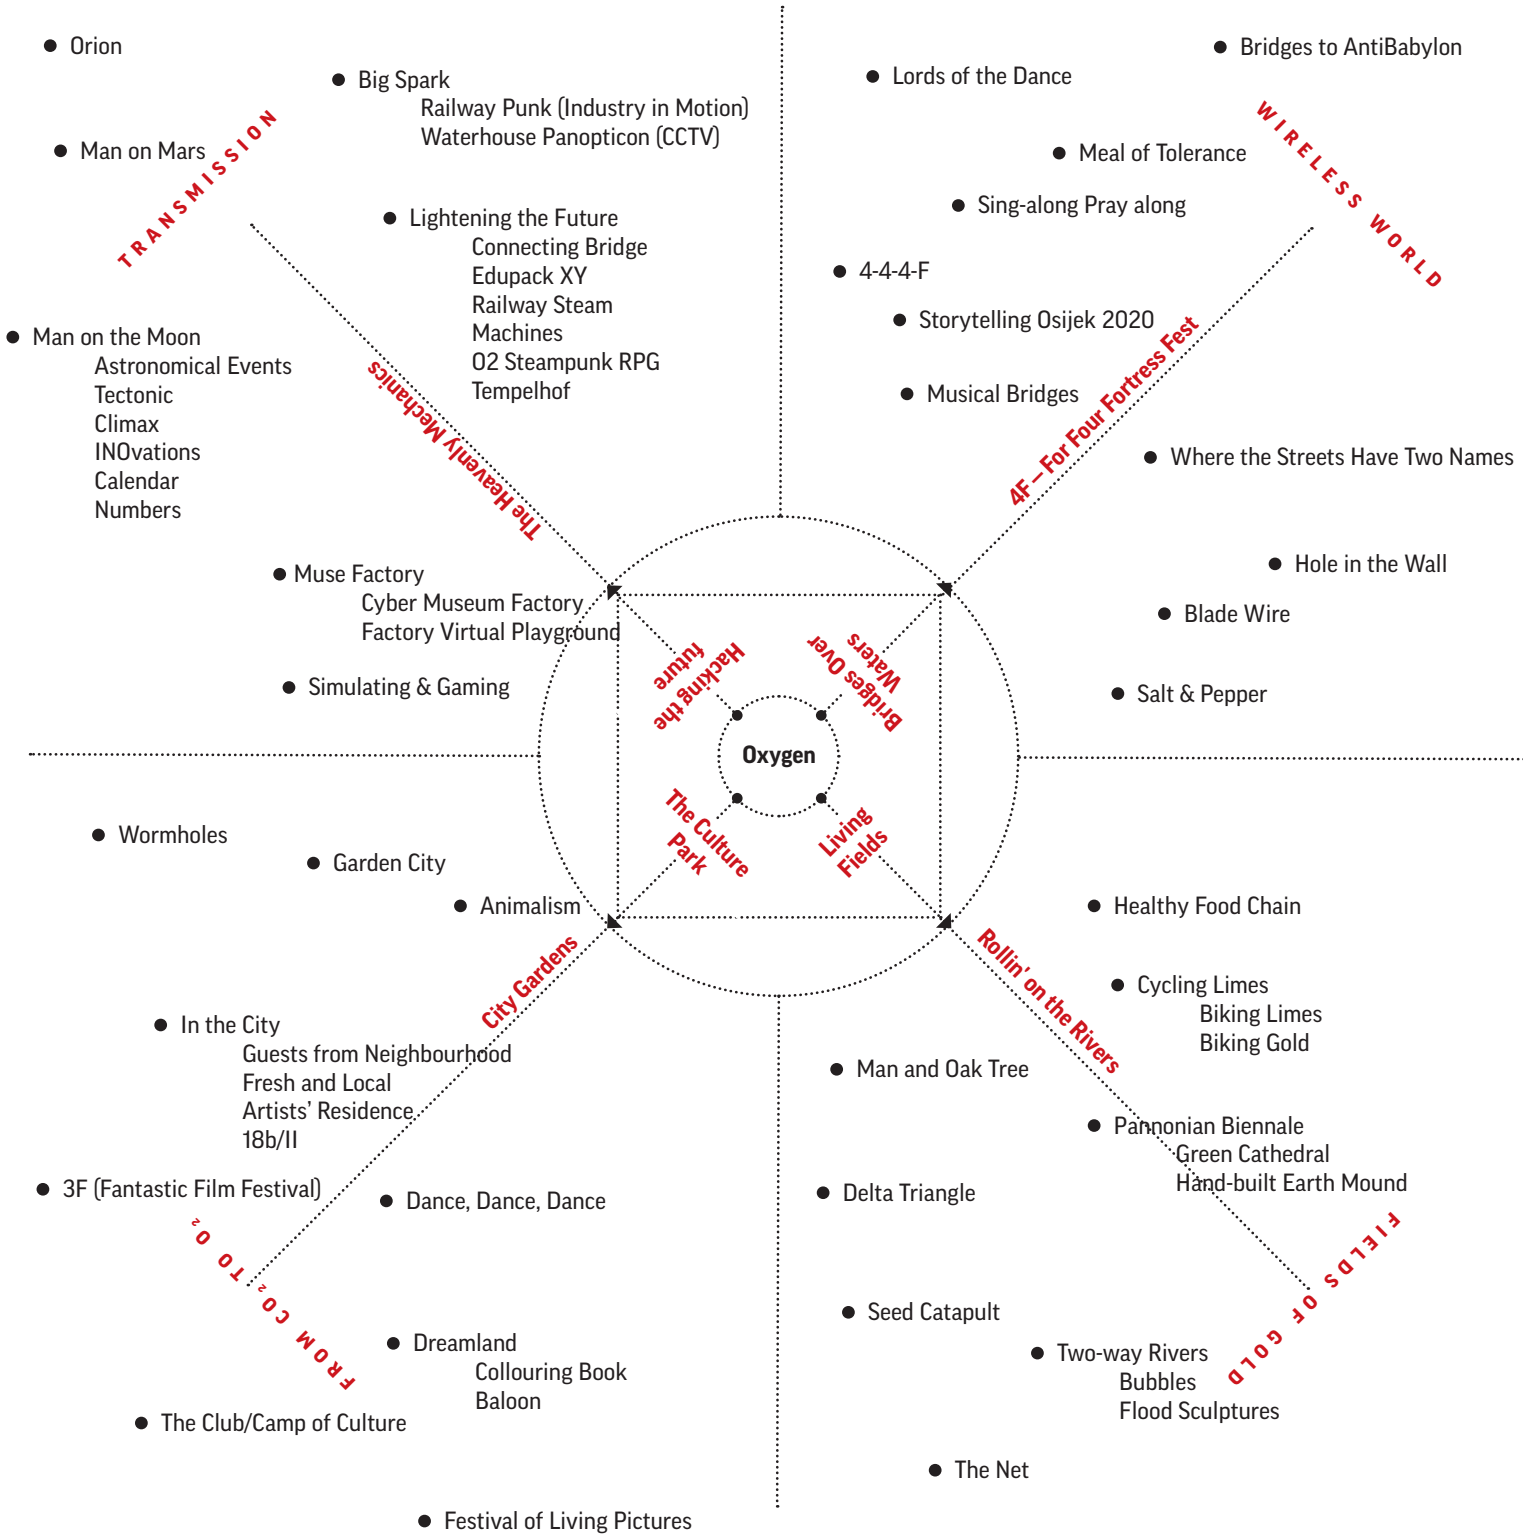 Orion
Big Spark
Railway Punk (Industry in Motion)
Waterhouse Panopticon (CCTV)
Man on Mars
TRANSMISSION
Lightening the Future
Connecting Bridge
Edupack XY
Railway Steam
Machines
O2 Steampunk RPG
Tempelhof
Man on the Moon
Astronomical Events
Tectonic
Climax
INOvations
Calendar
Numbers
The Heavenly Mechanics
Muse Factory
Cyber Museum Factory
Factory Virtual Playground
Simulating & Gaming
Hacking the
future
Bridges to AntiBabylon
Lords of the Dance
WIRELESS WORLD
Meal of Tolerance
Sing-along Pray along
4-4-4-F
Storytelling Osijek 2020
Musical Bridges
4F – For Four Fortress Fest
Where the Streets Have Two Names
Hole in the Wall
Blade Wire
Salt & Pepper
Bridges Over
Waters
Oxygen
The Culture
Park
Living
Fields
Wormholes
Garden City
Animalism
City Gardens
In the City
Guests from Neighbourhood
Fresh and Local
Artists' Residence
18b/II
3F (Fantastic Film Festival)
Dance, Dance, Dance
FROM CO₂ TO O₂
Dreamland
Collouring Book
Baloon
The Club/Camp of Culture
Festival of Living Pictures
Healthy Food Chain
Rollin' on the Rivers
Cycling Limes
Biking Limes
Biking Gold
Man and Oak Tree
Pannonian Biennale
Green Cathedral
Hand-built Earth Mound
Delta Triangle
FIELDS OF GOLD
Seed Catapult
Two-way Rivers
Bubbles
Flood Sculptures
The Net